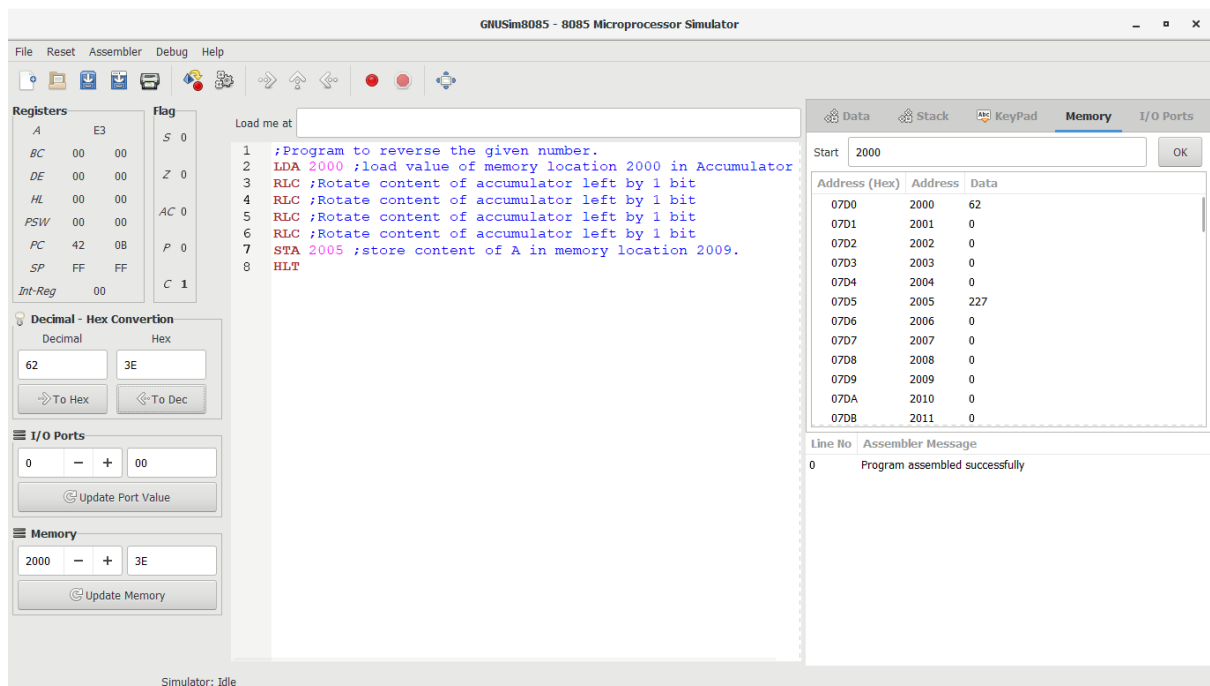 GNUSim8085 - 8085 Microprocessor Simulator
File Reset Assembler Debug Help
Registers
A E3
BC 00 00
DE 00 00
HL 00 00
PSW 00 00
PC 42 0B
SP FF FF
Int-Reg 00
Flag
S 0
Z 0
AC 0
P 0
C 1
Decimal - Hex Convertion
Decimal Hex
62 3E
To Hex To Dec
I/O Ports
0 − + 00
Update Port Value
Memory
2000 − + 3E
Update Memory
Load me at
1 ;Program to reverse the given number.
2 LDA 2000 ;load value of memory location 2000 in Accumulator
3 RLC ;Rotate content of accumulator left by 1 bit
4 RLC ;Rotate content of accumulator left by 1 bit
5 RLC ;Rotate content of accumulator left by 1 bit
6 RLC ;Rotate content of accumulator left by 1 bit
7 STA 2005 ;store content of A in memory location 2009.
8 HLT
Data Stack Abc KeyPad Memory I/O Ports
Start 2000 OK
Address (Hex) Address Data
07D0 2000 62
07D1 2001 0
07D2 2002 0
07D3 2003 0
07D4 2004 0
07D5 2005 227
07D6 2006 0
07D7 2007 0
07D8 2008 0
07D9 2009 0
07DA 2010 0
07DB 2011 0
Line No Assembler Message
0 Program assembled successfully
Simulator: Idle